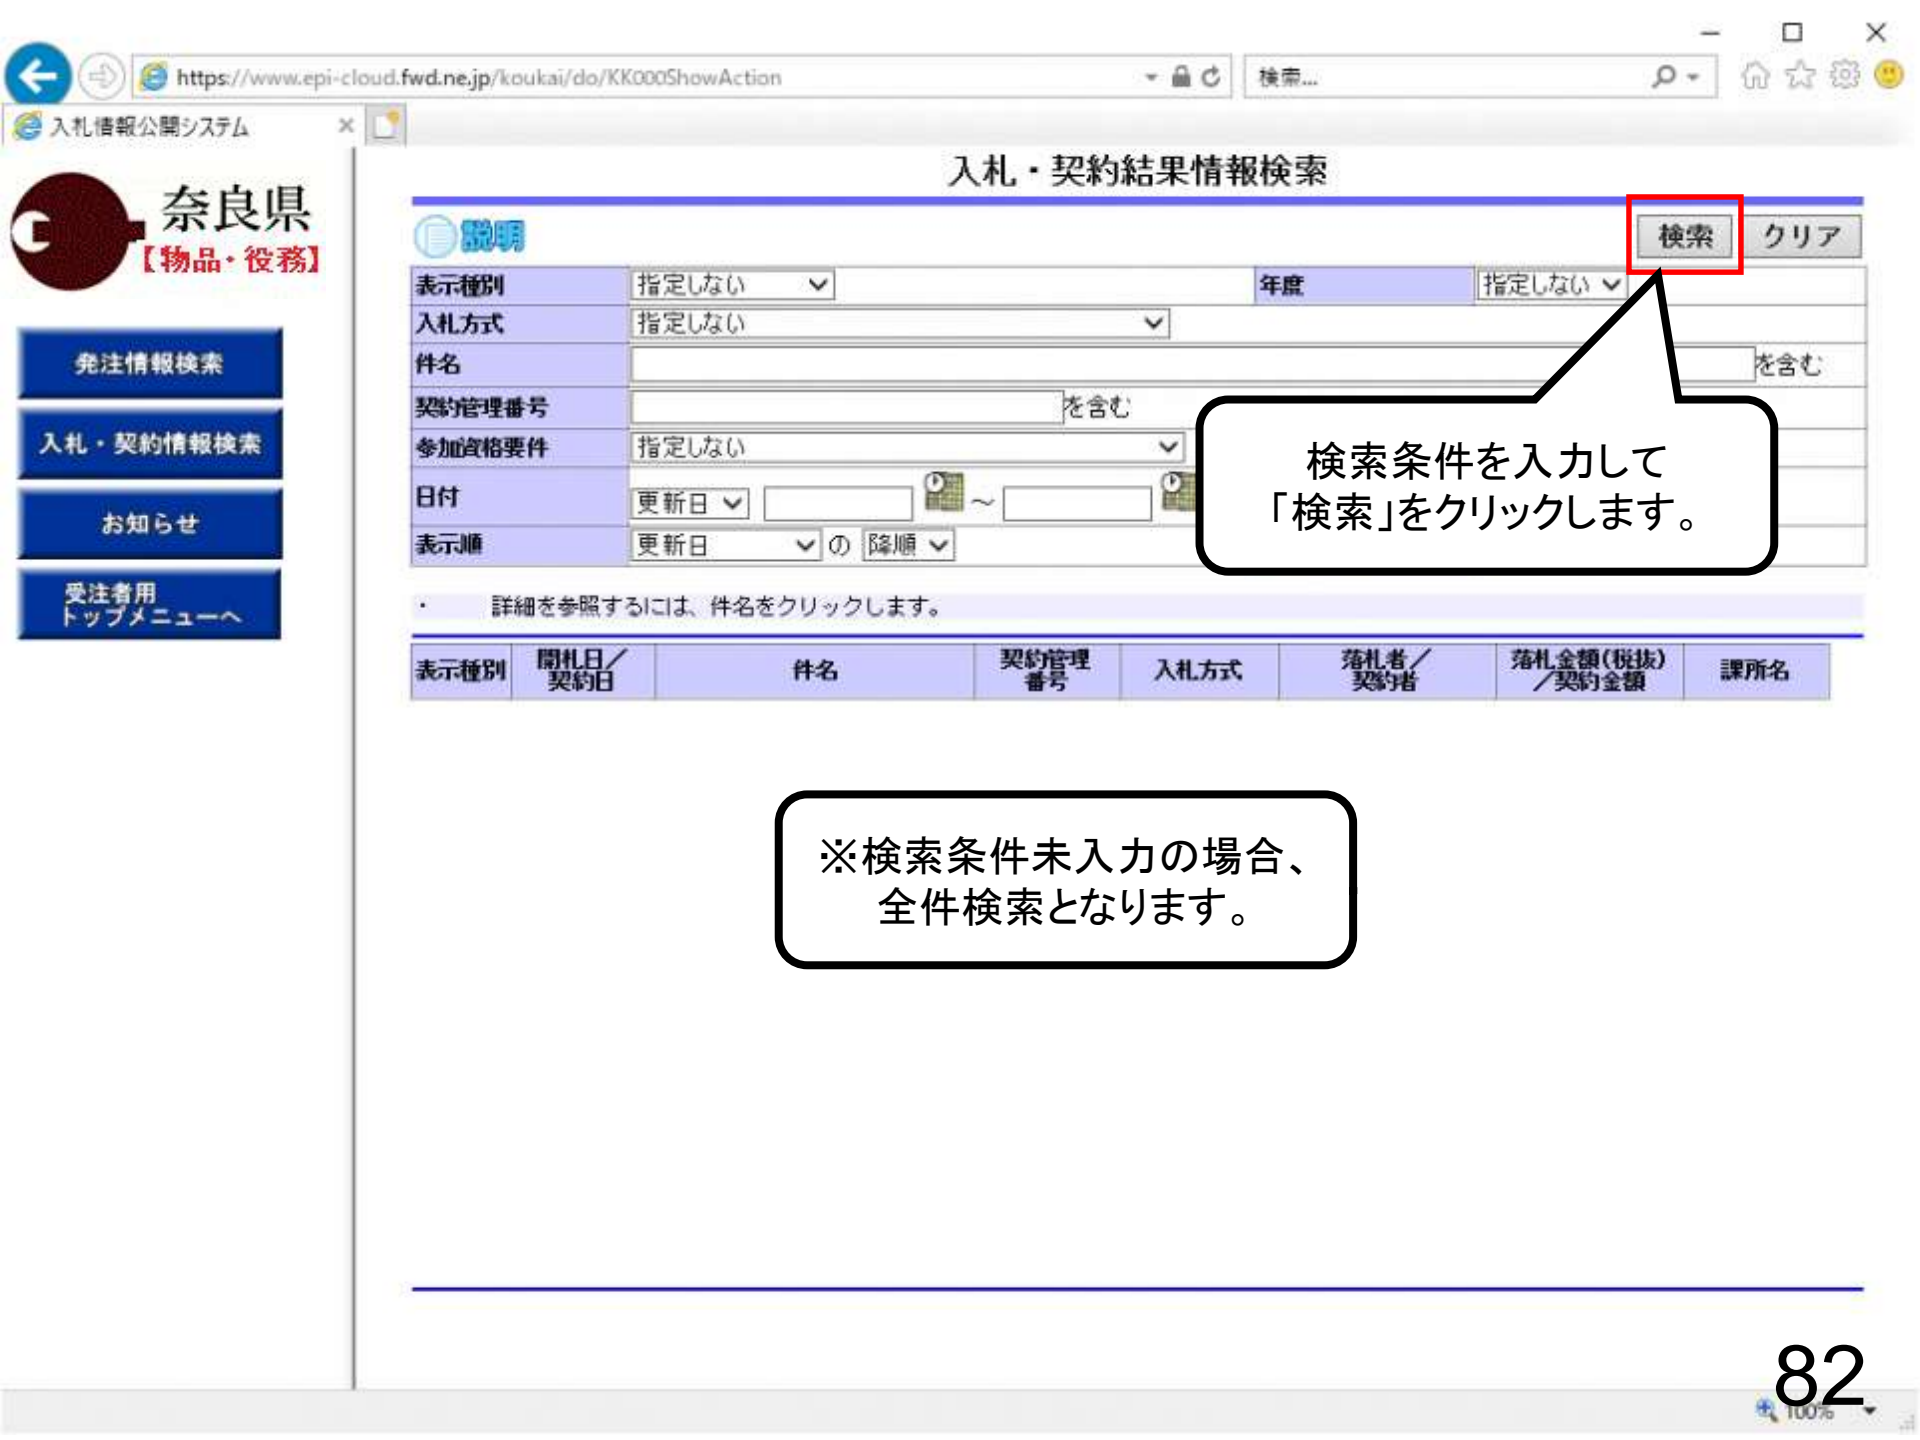 https://www.epi-cloud.fwd.ne.jp/koukai/do/KK000ShowAction
検索...
入札情報公開システム
奈良県
【物品・役務】
発注情報検索
入札・契約情報検索
お知らせ
受注者用
トップメニューへ
入札・契約結果情報検索
説明
検索 クリア
表示種別 指定しない 年度 指定しない
入札方式 指定しない
件名 を含む
契約管理番号 を含む
参加資格要件 指定しない
日付 更新日 ～
表示順 更新日 の 降順
検索条件を入力して
「検索」をクリックします。
・ 詳細を参照するには、件名をクリックします。
表示種別 開札日／契約日 件名 契約管理番号 入札方式 落札者／契約者 落札金額(税抜)／契約金額 課所名
※検索条件未入力の場合、
全件検索となります。
82
100%